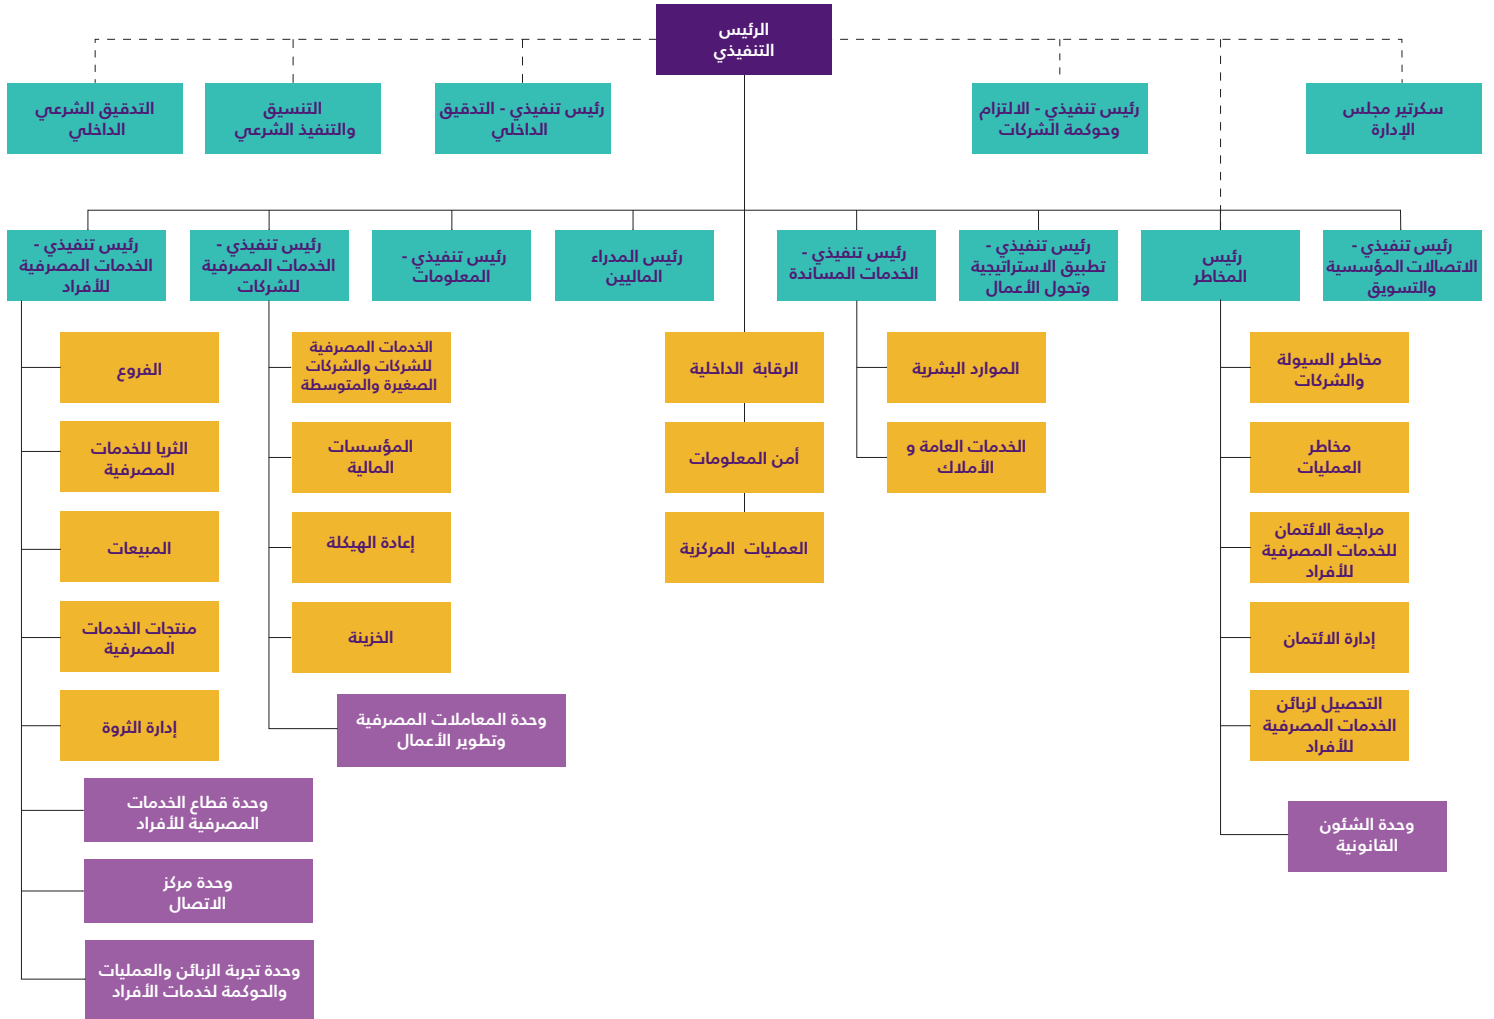 الرئيس
التنفيذي
سكرتير مجلس
الإدارة
رئيس تنفيذي - الالتزام
وحوكمة الشركات
رئيس تنفيذي - التدقيق
الداخلي
التنسيق
والتنفيذ الشرعي
التدقيق الشرعي
الداخلي
رئيس تنفيذي -
الاتصالات المؤسسية
والتسويق
رئيس
المخاطر
رئيس تنفيذي -
تطبيق الاستراتيجية
وتحول الأعمال
رئيس تنفيذي -
الخدمات المساندة
رئيس المدراء
الماليين
رئيس تنفيذي -
المعلومات
رئيس تنفيذي -
الخدمات المصرفية
للشركات
رئيس تنفيذي -
الخدمات المصرفية
للأفراد
مخاطر السيولة
والشركات
مخاطر
العمليات
مراجعة الائتمان
للخدمات المصرفية
للأفراد
إدارة الائتمان
التحصيل لزبائن
الخدمات المصرفية
للأفراد
وحدة الشئون
القانونية
الموارد البشرية
الخدمات العامة و
الأملاك
الرقابة الداخلية
أمن المعلومات
العمليات المركزية
الخدمات المصرفية
للشركات والشركات
الصغيرة والمتوسطة
المؤسسات
المالية
إعادة الهيكلة
الخزينة
وحدة المعاملات المصرفية
وتطوير الأعمال
الفروع
الثريا للخدمات
المصرفية
المبيعات
منتجات الخدمات
المصرفية
إدارة الثروة
وحدة قطاع الخدمات
المصرفية للأفراد
وحدة مركز
الاتصال
وحدة تجربة الزبائن والعمليات
والحوكمة لخدمات الأفراد